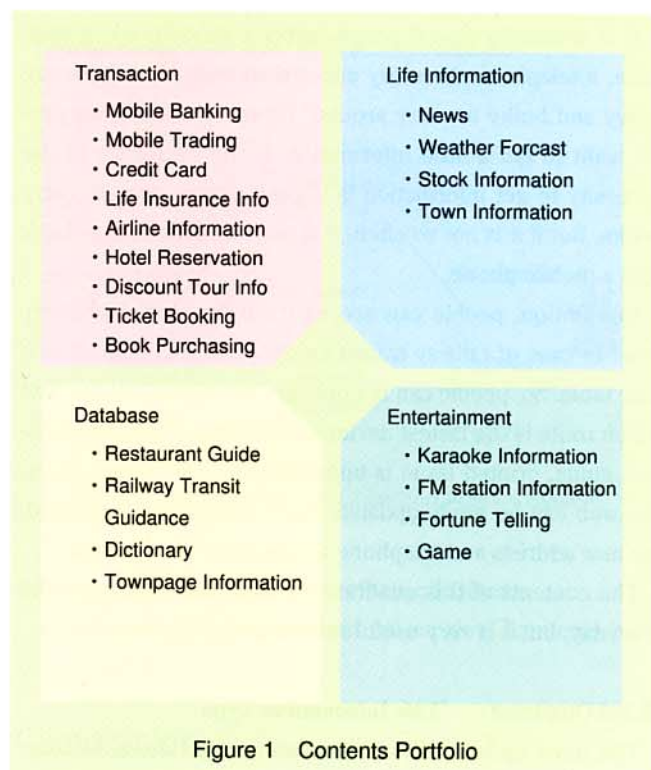 Transaction
・Mobile Banking
・Mobile Trading
・Credit Card
・Life Insurance Info
・Airline Information
・Hotel Reservation
・Discount Tour Info
・Ticket Booking
・Book Purchasing
Life Information
・News
・Weather Forcast
・Stock Information
・Town Information
Database
・Restaurant Guide
・Railway Transit
Guidance
・Dictionary
・Townpage Information
Entertainment
・Karaoke Information
・FM station Information
・Fortune Telling
・Game
Figure 1 Contents Portfolio